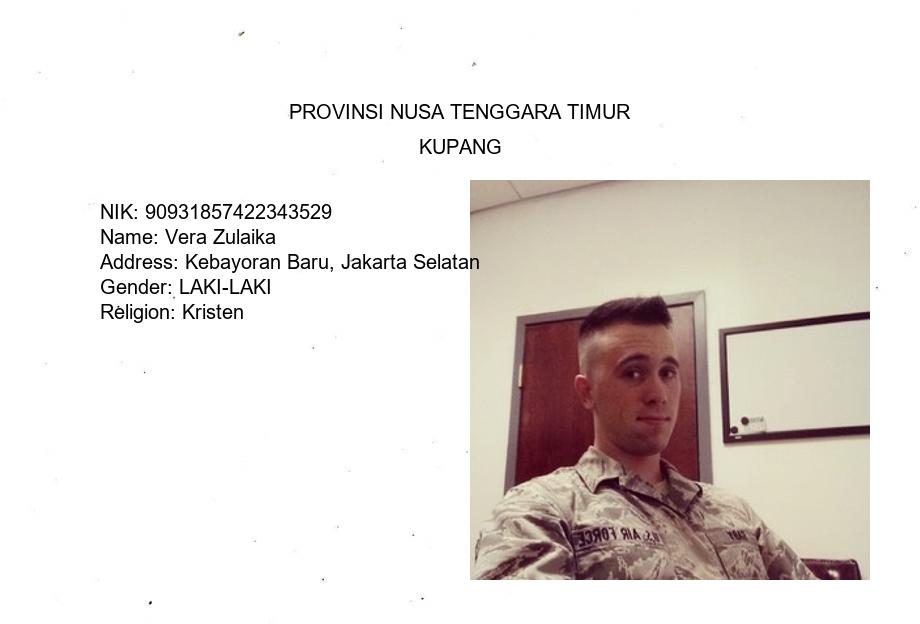 PROVINSI NUSA TENGGARA TIMUR
KUPANG
NIK: 90931857422343529
Name: Vera Zulaika
Address: Kebayoran Baru, Jakarta Selatan
Gender: LAKI-LAKI
Religion: Kristen
U.S. AIR FORCE